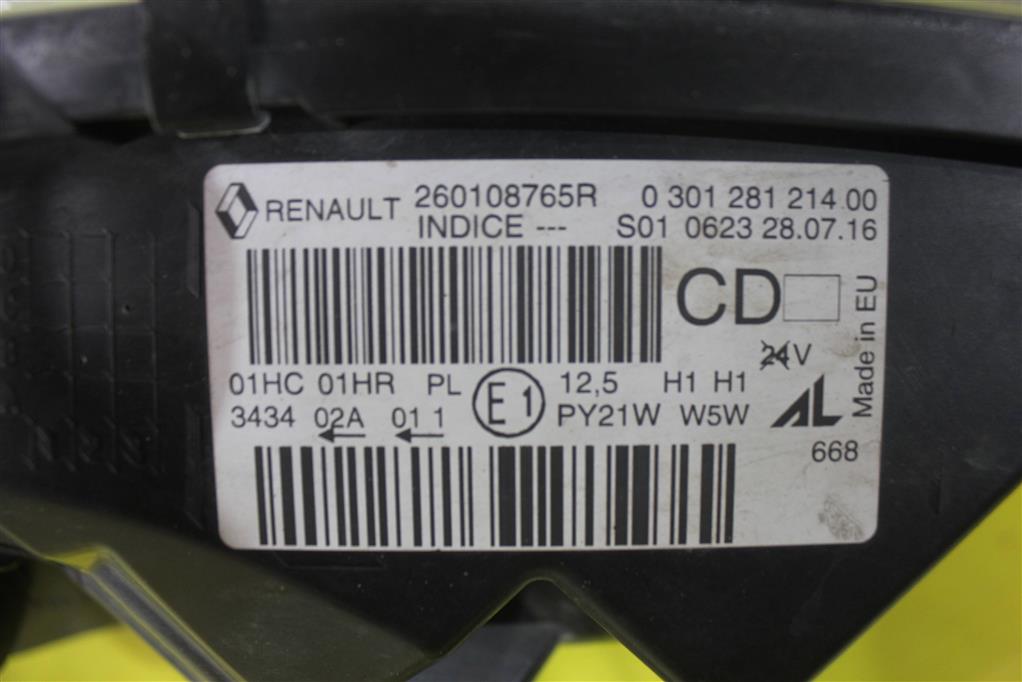 RENAULT 260108765R 0 301 281 214 00
INDICE --- S01 0623 28.07.16
CD
Made in EU
24V
01HC 01HR PL E1 12,5 H1 H1
3434 02A 01 1 PY21W W5W AL
668